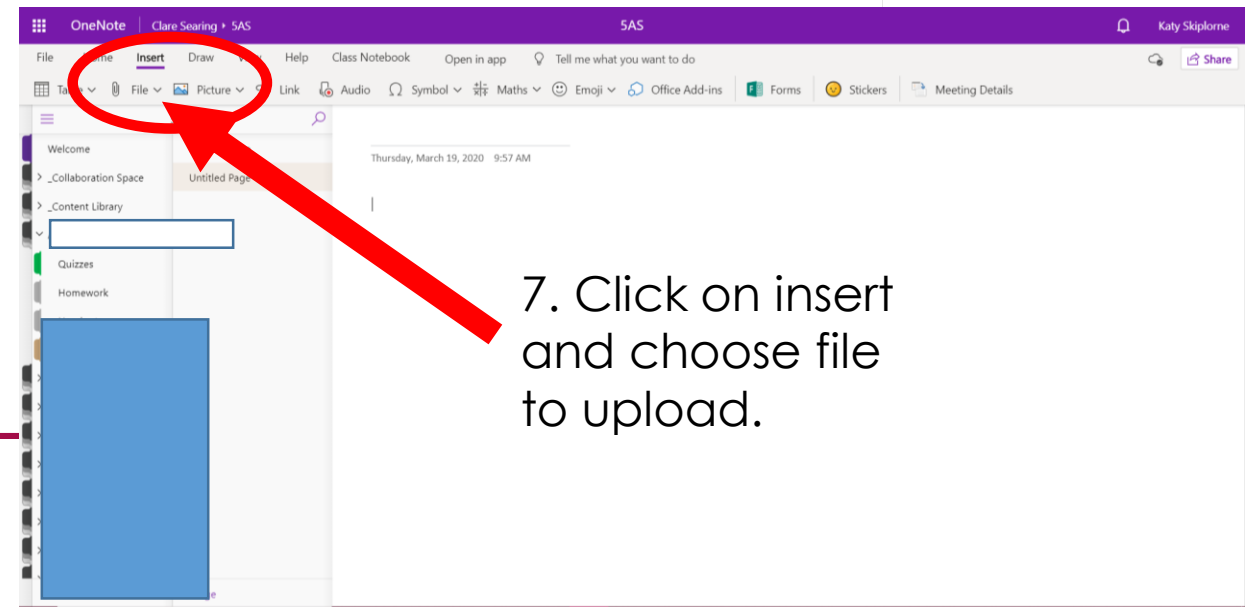 OneNote Clare Searing › 5AS 5AS Katy Skiplorne
File Insert Draw Help Class Notebook Open in app Tell me what you want to do Share
File Picture Link Audio Symbol Maths Emoji Office Add-ins Forms Stickers Meeting Details
Welcome
Thursday, March 19, 2020 9:57 AM
_Collaboration Space Untitled Page
_Content Library
Quizzes
Homework
7. Click on insert
and choose file
to upload.